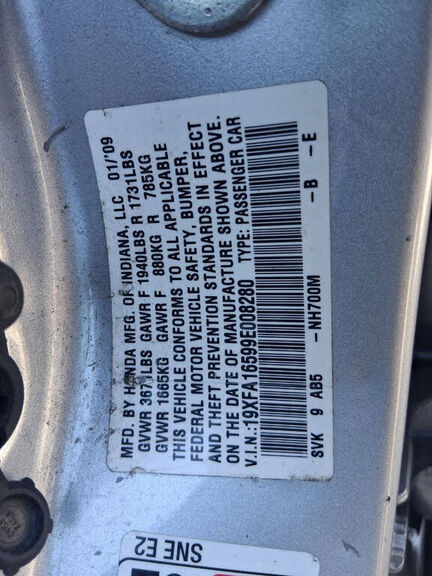 MFD. BY HONDA MFG. OF INDIANA, LLC 01/'09
GVWR 3671LBS GAWR F 1940LBS R 1731LBS
GVWR 1665KG GAWR F 880KG R 785KG
THIS VEHICLE CONFORMS TO ALL APPLICABLE
FEDERAL MOTOR VEHICLE SAFETY, BUMPER,
AND THEFT PREVENTION STANDARDS IN EFFECT
ON THE DATE OF MANUFACTURE SHOWN ABOVE.
V.I.N.:19XFA16599E008280 TYPE: PASSENGER CAR
SVK 9 AB5 -NH700M -B -E
SNE E2